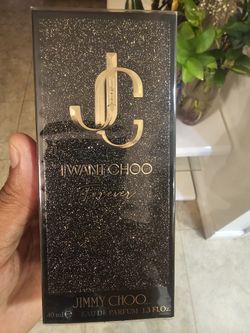 JC
I WANT CHOO
Forever
JIMMY CHOO
40 ml ℮ EAU DE PARFUM 1.3 FL.Oz